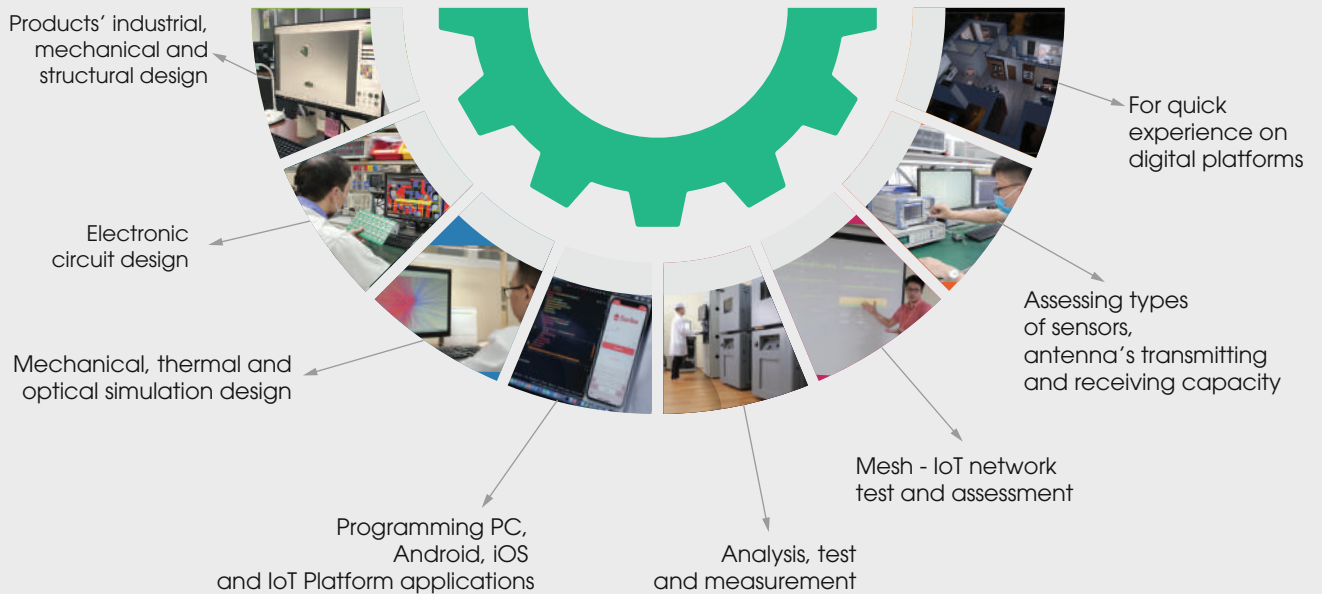 Products’ industrial,
mechanical and
structural design
Electronic
circuit design
Mechanical, thermal and
optical simulation design
Programming PC,
Android, iOS
and IoT Platform applications
Analysis, test
and measurement
Mesh - IoT network
test and assessment
Assessing types
of sensors,
antenna’s transmitting
and receiving capacity
For quick
experience on
digital platforms